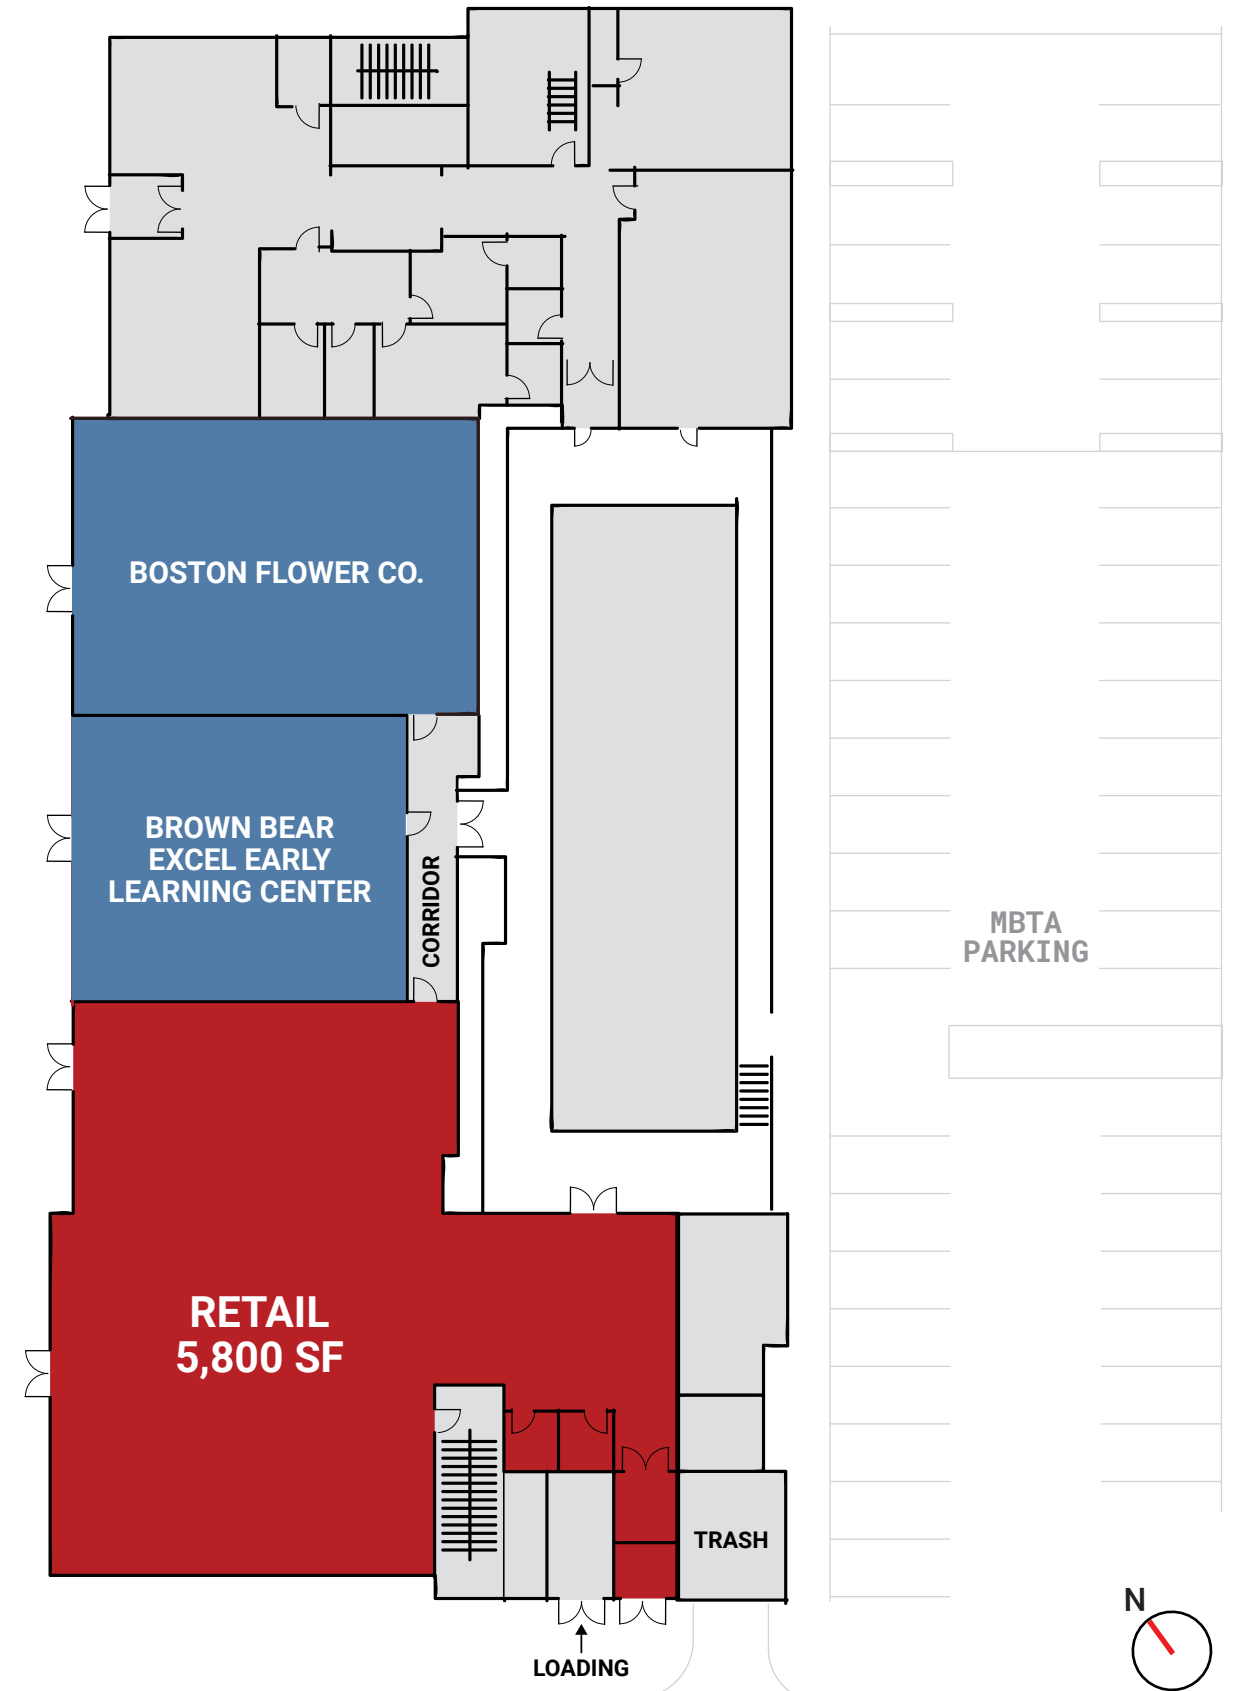 BOSTON FLOWER CO.
BROWN BEAR
EXCEL EARLY
LEARNING CENTER
CORRIDOR
MBTA
PARKING
RETAIL
5,800 SF
TRASH
LOADING
N